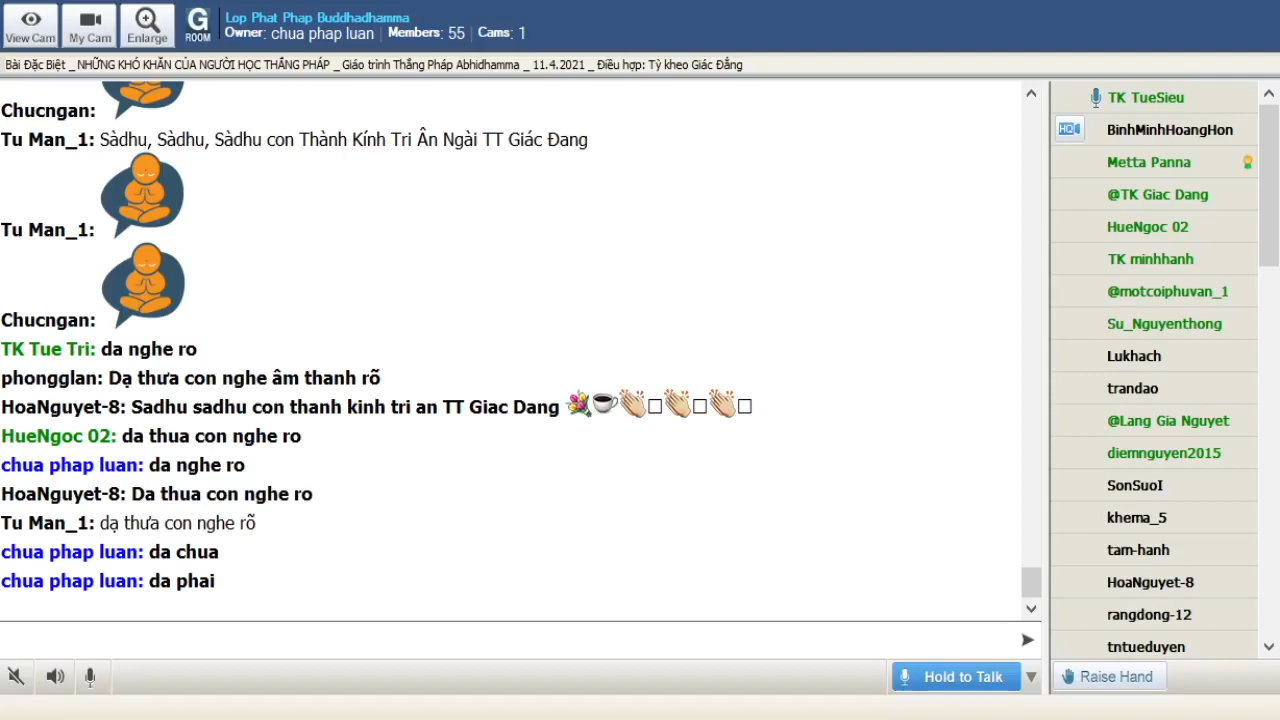 View Cam
My Cam
Enlarge
G
ROOM
Lop Phat Phap Buddhadhamma
Owner: chua phap luan | Members: 55 | Cams: 1
Bài Đặc Biệt _ NHỮNG KHÓ KHĂN CỦA NGƯỜI HỌC THẮNG PHÁP _ Giáo trình Thắng Pháp Abhidhamma _ 11.4.2021 _ Điều hợp: Tỳ kheo Giác Đẳng
Chucngan:
Tu Man_1: Sàdhu, Sàdhu, Sàdhu con Thành Kính Tri Ân Ngài TT Giác Đang
Tu Man_1:
Chucngan:
TK Tue Tri: da nghe ro
phongglan: Dạ thưa con nghe âm thanh rõ
HoaNguyet-8: Sadhu sadhu con thanh kinh tri an TT Giac Dang
HueNgoc 02: da thua con nghe ro
chua phap luan: da nghe ro
HoaNguyet-8: Da thua con nghe ro
Tu Man_1: dạ thưa con nghe rõ
chua phap luan: da chua
chua phap luan: da phai
Hold to Talk
TK TueSieu
HQ
BinhMinhHoangHon
Metta Panna
@TK Giac Dang
HueNgoc 02
TK minhhanh
@motcoiphuvan_1
Su_Nguyenthong
Lukhach
trandao
@Lang Gia Nguyet
diemnguyen2015
SonSuoI
khema_5
tam-hanh
HoaNguyet-8
rangdong-12
tntueduyen
Raise Hand